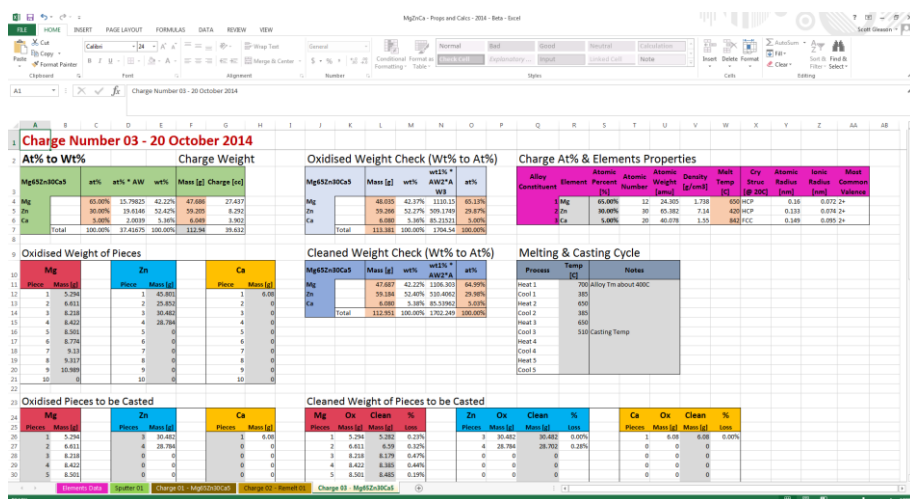 MgZnCa - Props and Calcs - 2014 - Beta - Excel
FILE HOME INSERT PAGE LAYOUT FORMULAS DATA REVIEW VIEW
Scott Gleason
Cut
Copy
Format Painter
Paste
Calibri 24
Wrap Text
Merge & Center
General
Conditional Formatting Format as Table
Normal Bad Good Neutral Calculation
Check Cell Explanatory ... Input Linked Cell Note
Insert Delete Format
AutoSum
Fill
Clear
Sort & Filter
Find & Select
Clipboard Font Alignment Number Styles Cells Editing
A1 Charge Number 03 - 20 October 2014
A B C D E F G H I J K L M N O P Q R S T U V W X Y Z AA AB
Charge Number 03 - 20 October 2014
At% to Wt% Charge Weight
Mg65Zn30Ca5 at% at% * AW wt% Mass [g] Charge [cc]
Mg 65.00% 15.79825 42.22% 47.686 27.437
Zn 30.00% 19.6146 52.42% 59.205 8.292
Ca 5.00% 2.0039 5.36% 6.049 3.902
Total 100.00% 37.41675 100.00% 112.94 39.632
Oxidised Weight Check (Wt% to At%)
Mg65Zn30Ca5 Mass [g] wt% wt1% * AW2*A W3 at%
Mg 48.035 42.37% 1110.15 65.13%
Zn 59.266 52.27% 509.1749 29.87%
Ca 6.080 5.36% 85.21521 5.00%
Total 113.381 100.00% 1704.54 100.00%
Charge At% & Elements Properties
Alloy Constituent Element Atomic Percent [%] Atomic Number Atomic Weight [amu] Density [g/cm3] Melt Temp [C] Cry Strue [@ 20C] Atomic Radius [nm] Ionic Radius [nm] Most Common Valence
1 Mg 65.00% 12 24.305 1.738 650 HCP 0.16 0.072 2+
2 Zn 30.00% 30 65.382 7.14 420 HCP 0.133 0.074 2+
3 Ca 5.00% 20 40.078 1.55 842 FCC 0.149 0.095 2+
Oxidised Weight of Pieces
Mg Zn Ca
Piece Mass [g] Piece Mass [g] Piece Mass [g]
1 5.294 1 45.801 1 6.08
2 6.611 2 25.852 2 0
3 8.218 3 30.482 3 0
4 8.422 4 28.784 4 0
5 8.501 5 0 5 0
6 8.774 6 0 6 0
7 9.13 7 0 7 0
8 9.317 8 0 8 0
9 10.989 9 0 9 0
10 0 10 0 10 0
Cleaned Weight Check (Wt% to At%)
Mg65Zn30Ca5 Mass [g] wt% wt1% * AW2*A at%
Mg 47.687 42.22% 1106.303 64.99%
Zn 59.184 52.40% 510.4062 29.98%
Ca 6.080 5.38% 85.53962 5.03%
Total 112.951 100.00% 1702.249 100.00%
Melting & Casting Cycle
Process Temp [C] Notes
Heat 1 700 Alloy Tm about 400C
Cool 1 385
Heat 2 650
Cool 2 385
Heat 3 650
Cool 3 510 Casting Temp
Heat 4
Cool 4
Heat 5
Cool 5
Oxidised Pieces to be Casted
Mg Zn Ca
Pieces Mass [g] Pieces Mass [g] Pieces Mass [g]
1 5.294 3 30.482 1 6.08
2 6.611 4 28.784 0 0
3 8.218 0 0 0 0
4 8.422 0 0 0 0
5 8.501 0 0 0 0
Cleaned Weight of Pieces to be Casted
Mg Ox Clean % Zn Ox Clean % Ca Ox Clean %
Pieces Mass [g] Mass [g] Loss Pieces Mass [g] Mass [g] Loss Pieces Mass [g] Mass [g] Loss
1 5.294 5.282 0.23% 3 30.482 30.482 0.00% 1 6.08 6.08 0.00%
2 6.611 6.59 0.32% 4 28.784 28.702 0.28% 0 0 0
3 8.218 8.179 0.47% 0 0 0 0 0 0
4 8.422 8.385 0.44% 0 0 0 0 0 0
5 8.501 8.485 0.19% 0 0 0 0 0 0
Elements Data Sputter 01 Charge 01 - Mg65Zn30Ca5 Charge 02 - Remelt 01 Charge 03 - Mg65Zn30Ca5